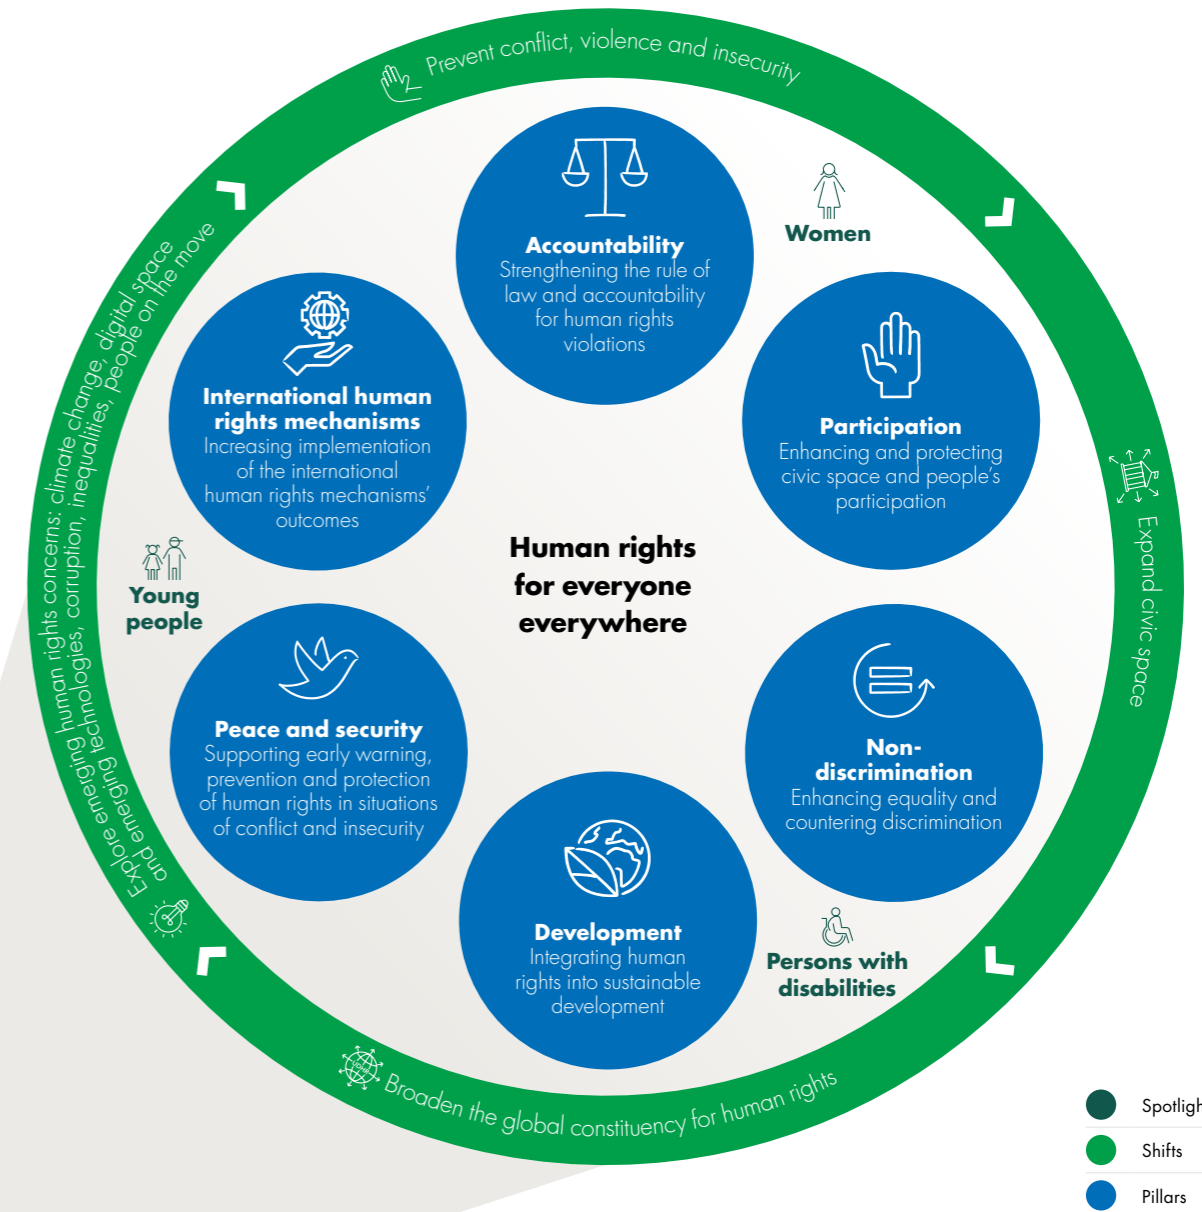 Prevent conflict, violence and insecurity
Accountability
Strengthening the rule of
law and accountability
for human rights
violations
Women
International human
rights mechanisms
Increasing implementation
of the international
human rights mechanisms'
outcomes
Participation
Enhancing and protecting
civic space and people's
participation
Expand civic space
Human rights
for everyone
everywhere
Young
people
Explore emerging human rights concerns: climate change, digital space
and emerging technologies, corruption, inequalities, people on the move
Peace and security
Supporting early warning,
prevention and protection
of human rights in situations
of conflict and insecurity
Non-
discrimination
Enhancing equality and
countering discrimination
Development
Integrating human
rights into sustainable
development
Persons with
disabilities
UDHR
Broaden the global constituency for human rights
Spotligh
Shifts
Pillars